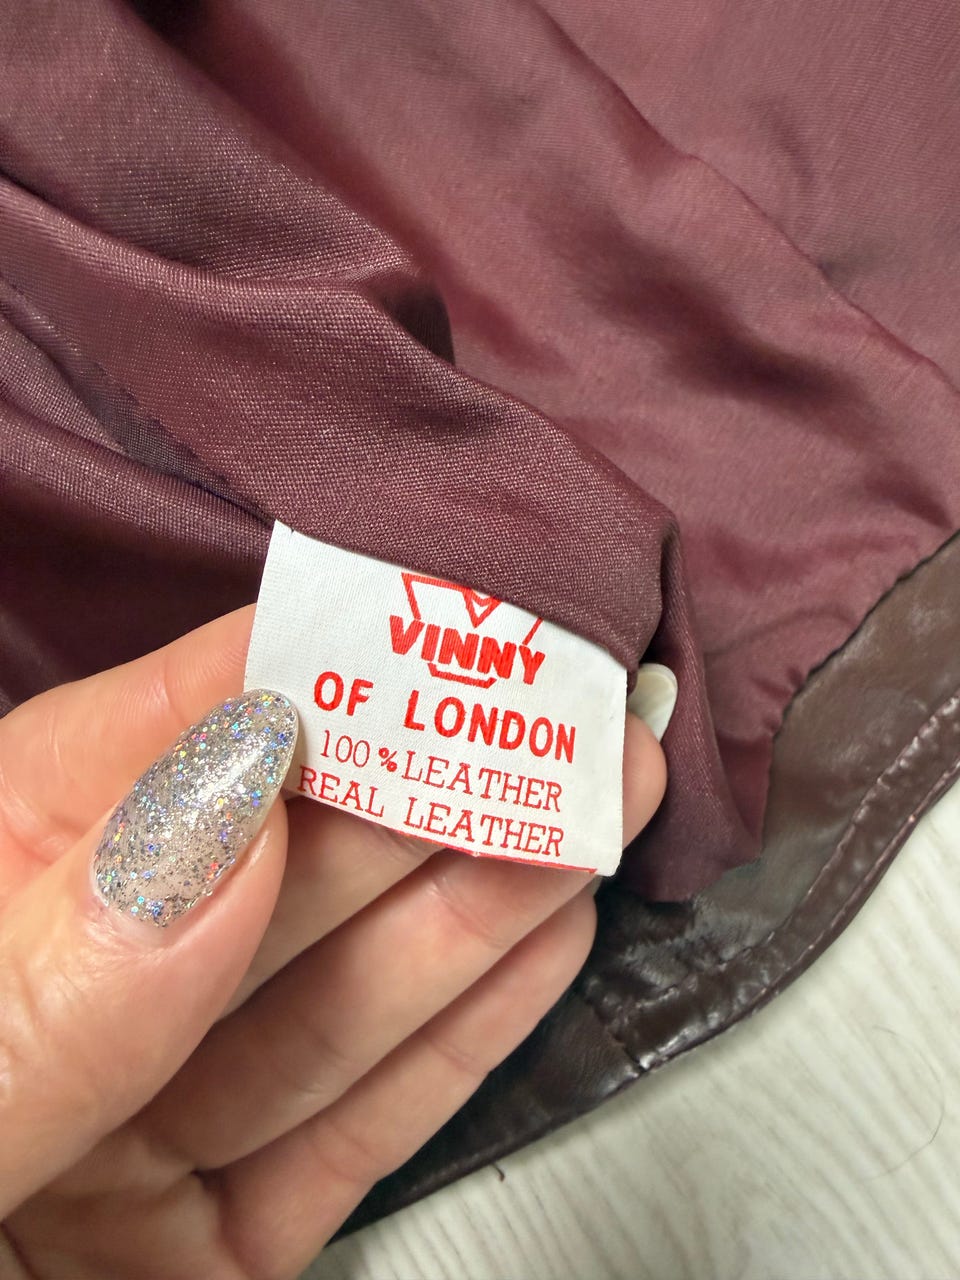 VINNY
OF LONDON
100% LEATHER
REAL LEATHER